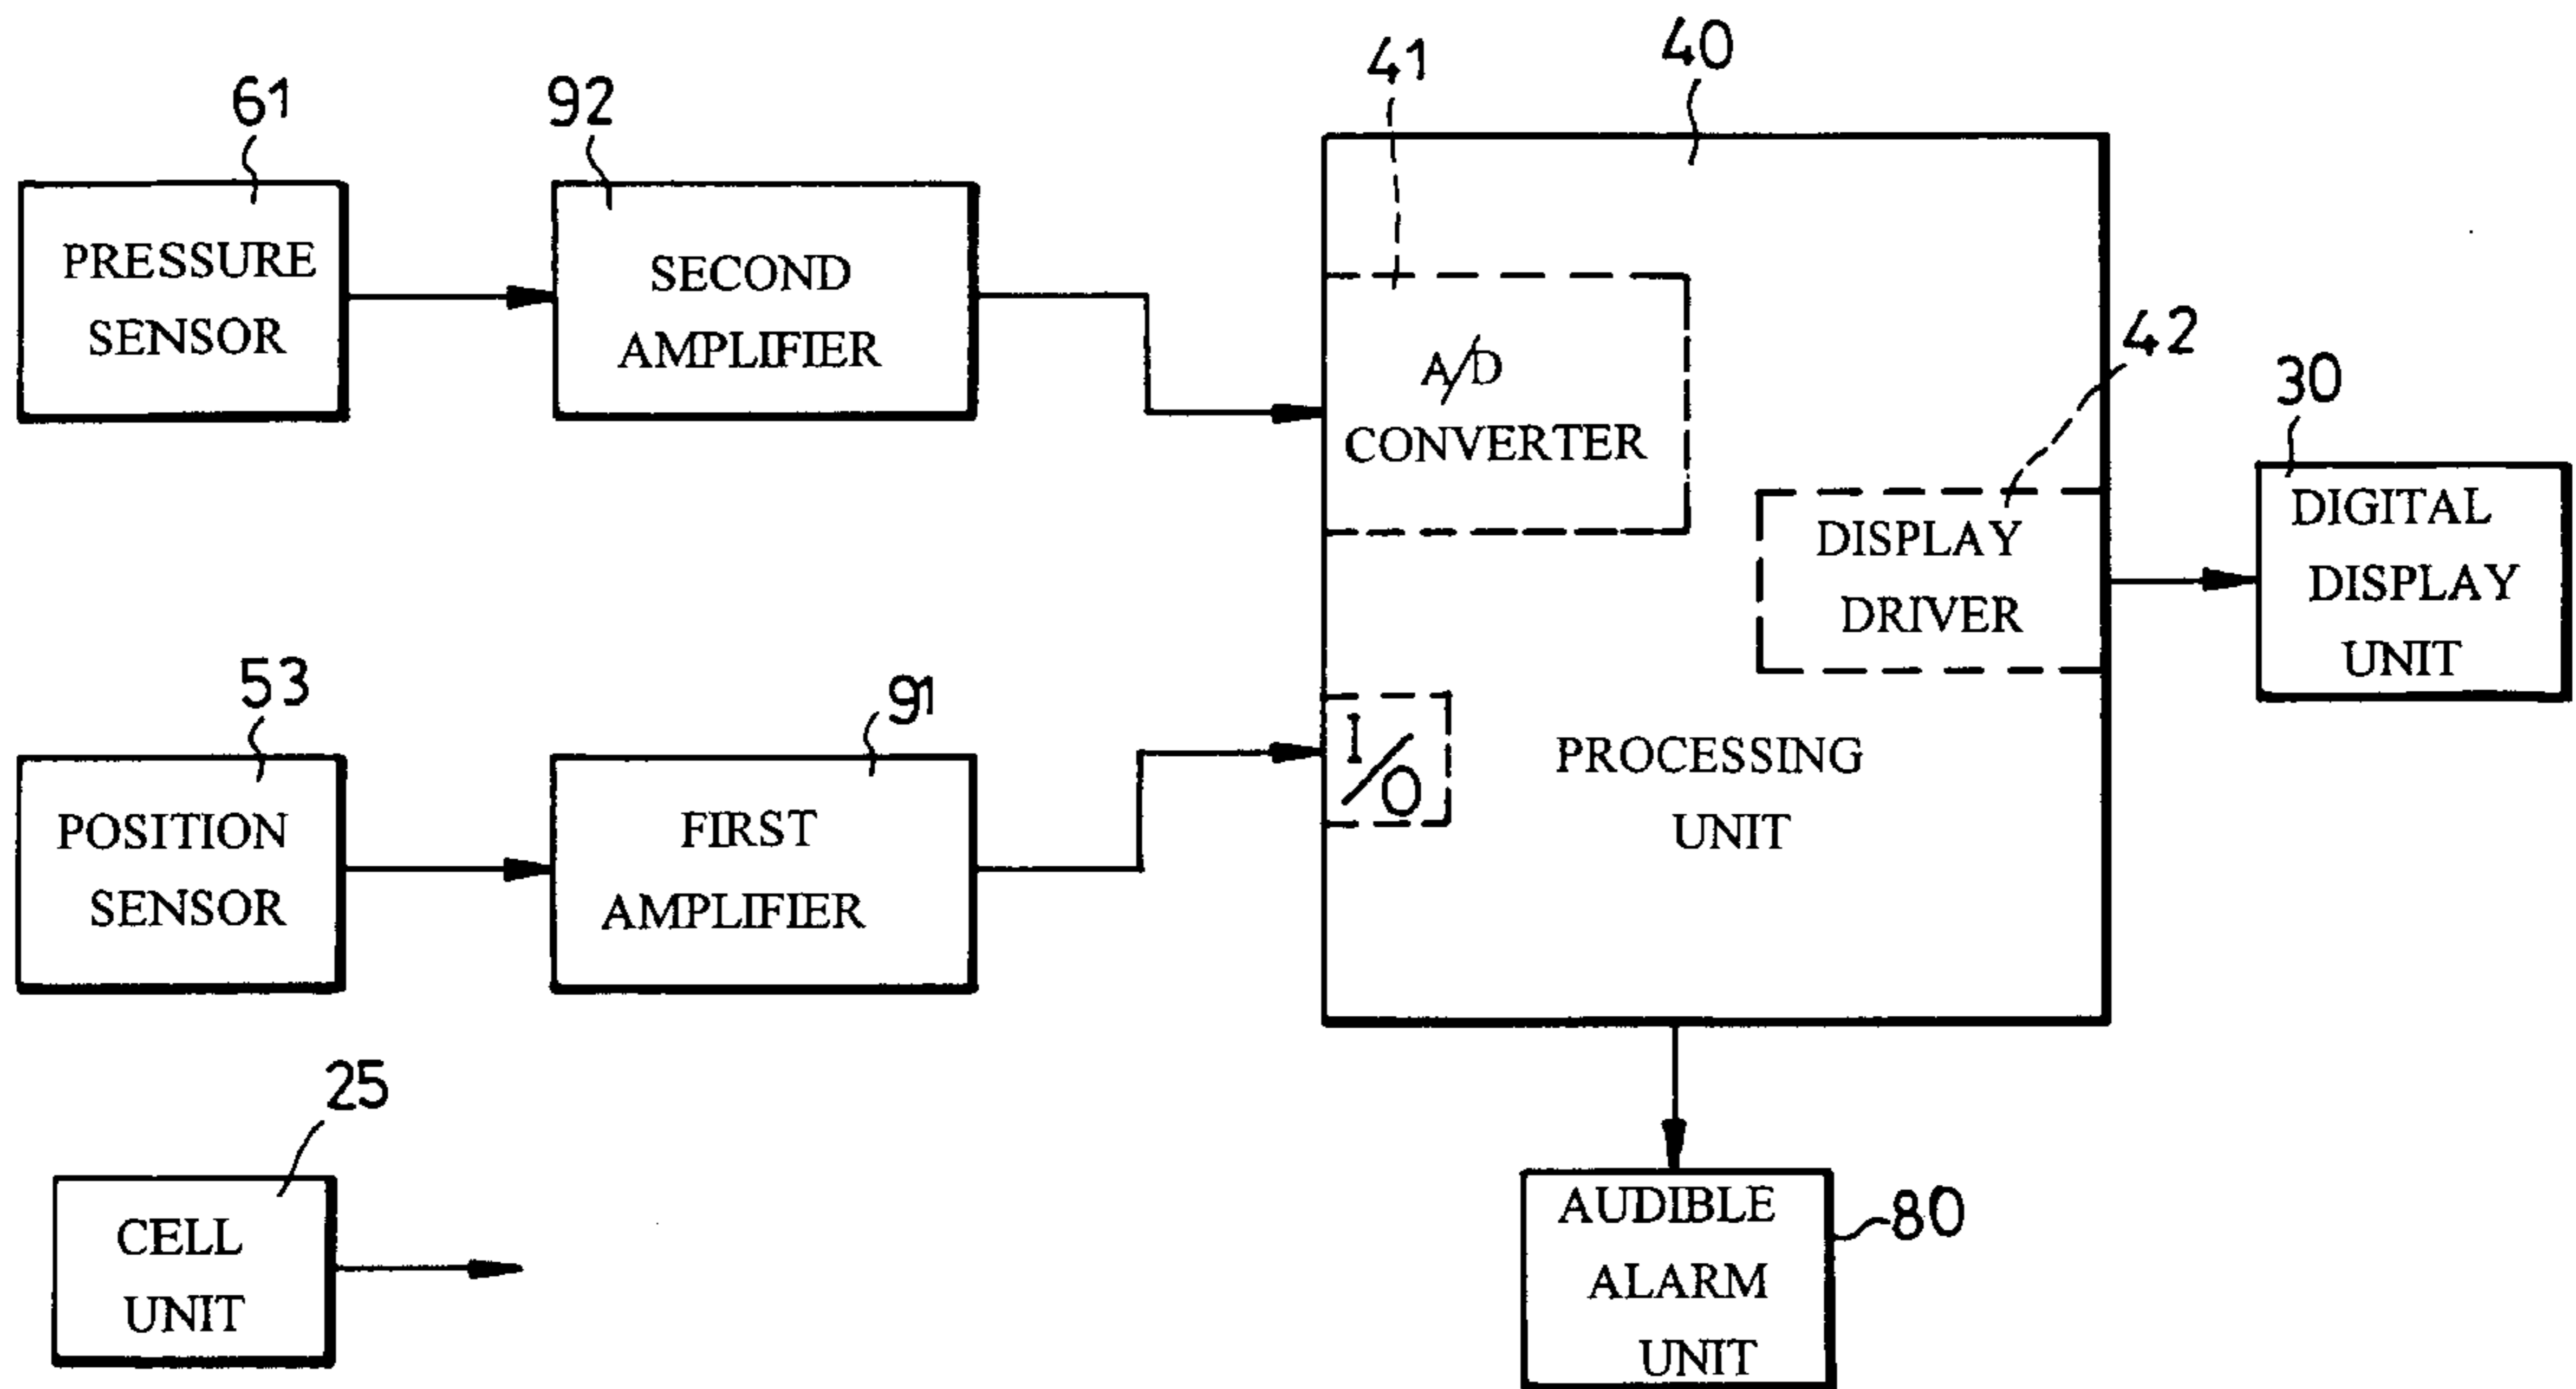 61
PRESSURE
SENSOR
92
SECOND
AMPLIFIER
40
41
A/D
CONVERTER
42
DISPLAY
DRIVER
30
DIGITAL
DISPLAY
UNIT
53
POSITION
SENSOR
91
FIRST
AMPLIFIER
I/O
PROCESSING
UNIT
25
CELL
UNIT
80
AUDIBLE
ALARM
UNIT